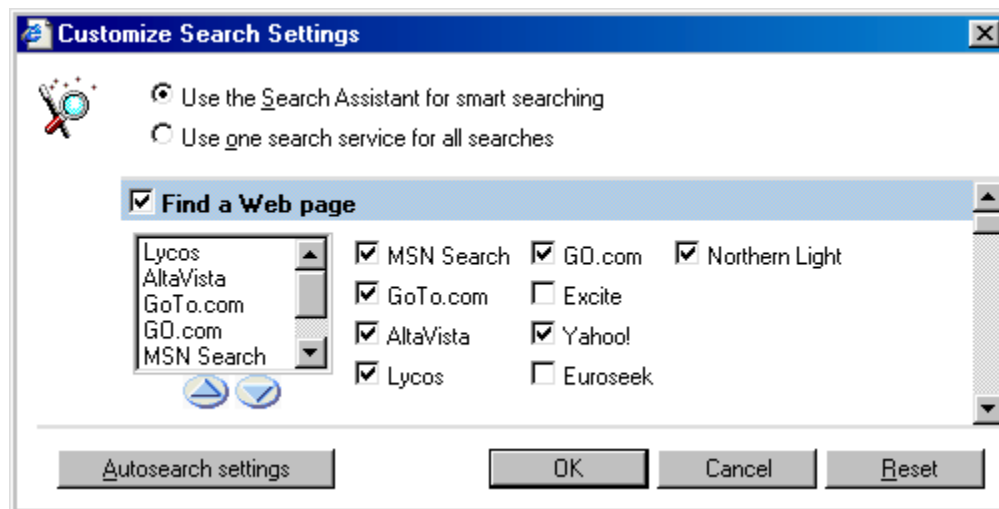 Customize Search Settings
Use the Search Assistant for smart searching
Use one search service for all searches
Find a Web page
Lycos
AltaVista
GoTo.com
GO.com
MSN Search
MSN Search
GoTo.com
AltaVista
Lycos
GO.com
Excite
Yahoo!
Euroseek
Northern Light
Autosearch settings
OK
Cancel
Reset